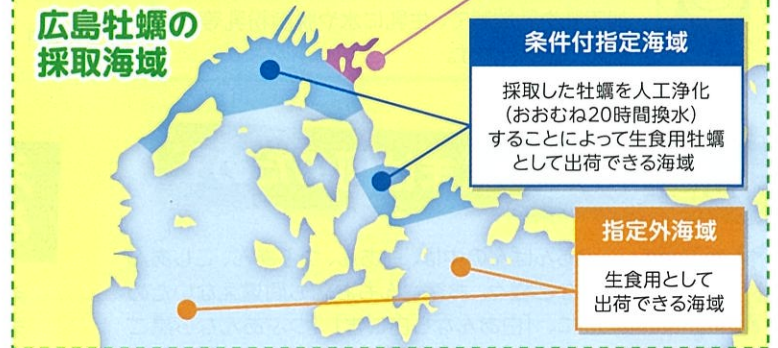 広島牡蠣の
採取海域
条件付指定海域
採取した牡蠣を人工浄化
（おおむね20時間換水）
することによって生食用牡蠣
として出荷できる海域
指定外海域
生食用として
出荷できる海域